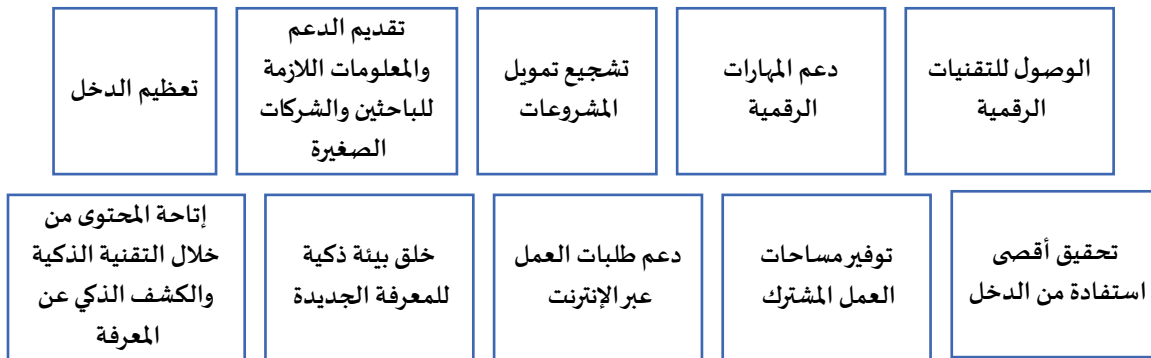 الوصول للتقنيات
الرقمية
دعم المهارات
الرقمية
تشجيع تمويل
المشروعات
تقديم الدعم
والمعلومات اللازمة
للباحثين والشركات
الصغيرة
تعظيم الدخل
تحقيق أقصى
استفادة من الدخل
توفير مساحات
العمل المشترك
دعم طلبات العمل
عبر الإنترنت
خلق بيئة ذكية
للمعرفة الجديدة
إتاحة المحتوى من
خلال التقنية الذكية
والكشف الذكي عن
المعرفة